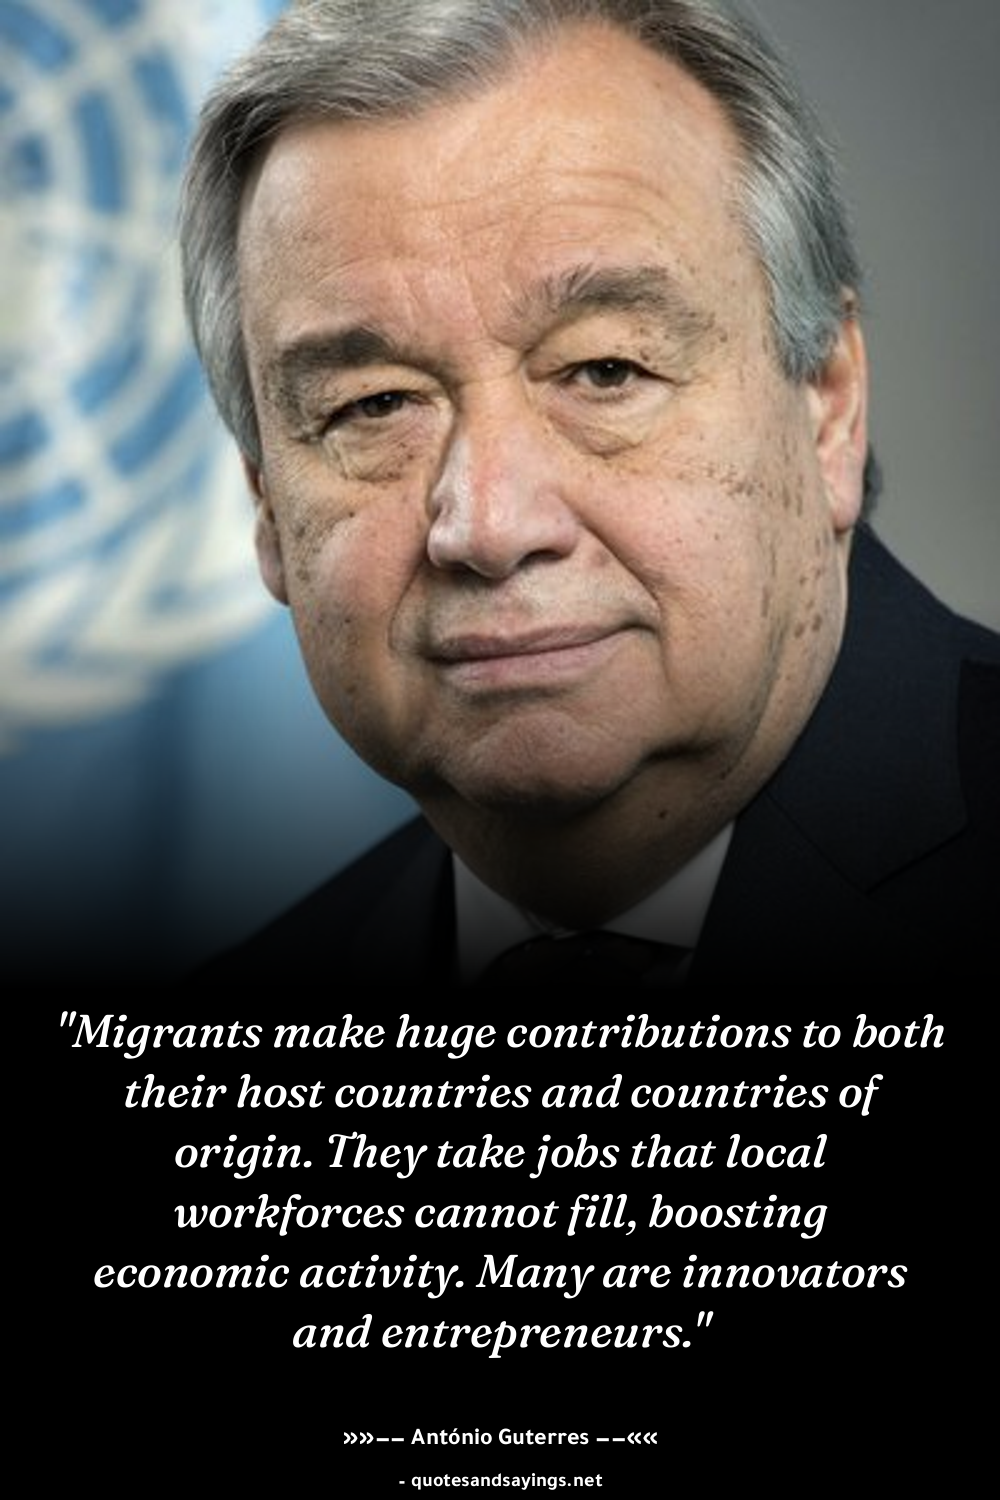 "Migrants make huge contributions to both
their host countries and countries of
origin. They take jobs that local
workforces cannot fill, boosting
economic activity. Many are innovators
and entrepreneurs."
»»−− António Guterres −−««
- quotesandsayings.net